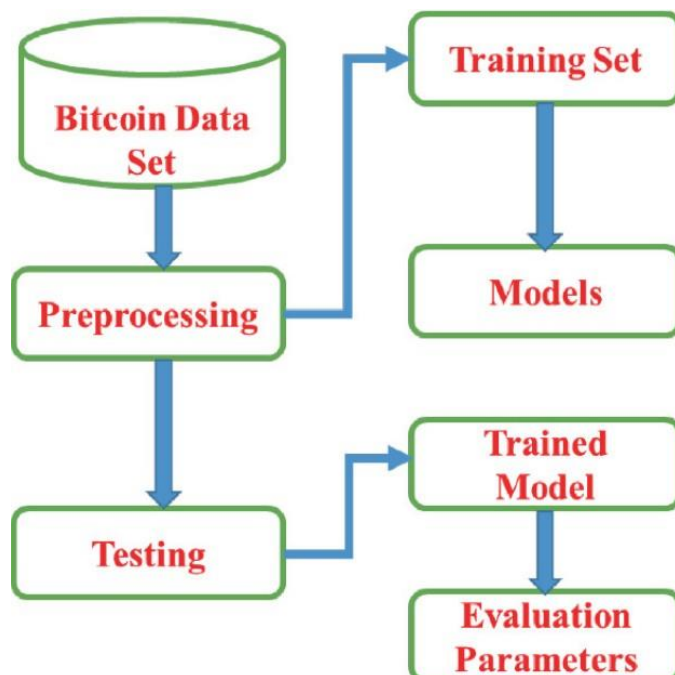 Bitcoin Data
Set
Training Set
Preprocessing
Models
Testing
Trained
Model
Evaluation
Parameters